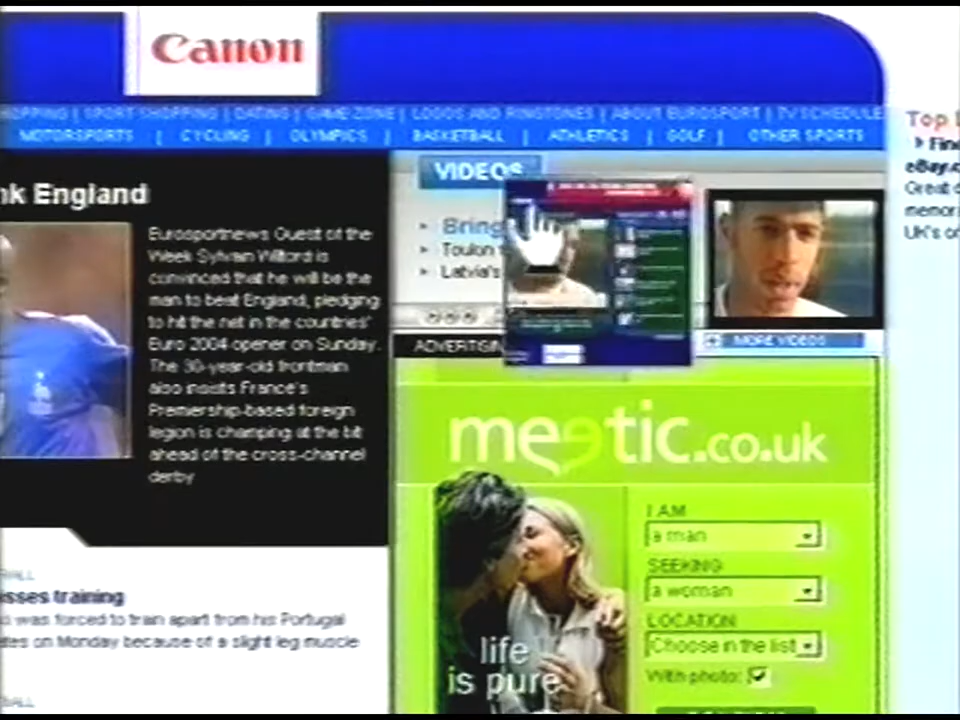 Canon
SHOPPING | SPORT SHOPPING | DATING | GAME ZONE | LOGOS AND RINGTONES | ABOUT EUROSPORT | TV SCHEDULE
MOTORSPORTS | CYCLING | OLYMPICS | BASKETBALL | ATHLETICS | GOLF | OTHER SPORTS
Top
Find
eBay.c
Great d
memor
UK's o
VIDEOS
Bring
Toulon
Latvia's
MORE VIDEOS
nk England
Eurosportnews Guest of the
Week Sylvain Wiltord is
convinced that he will be the
man to beat England, pledging
to hit the net in the countries'
Euro 2004 opener on Sunday.
The 30-year-old frontman
also insists France's
Premiership-based foreign
legion is champing at the bit
ahead of the cross-channel
derby
ADVERTISIN
meetic.co.uk
I AM
a man
SEEKING
a woman
LOCATION
Choose in the list
With photo:
life
is pure
sses training
was forced to train apart from his Portugal
tes on Monday because of a slight leg muscle